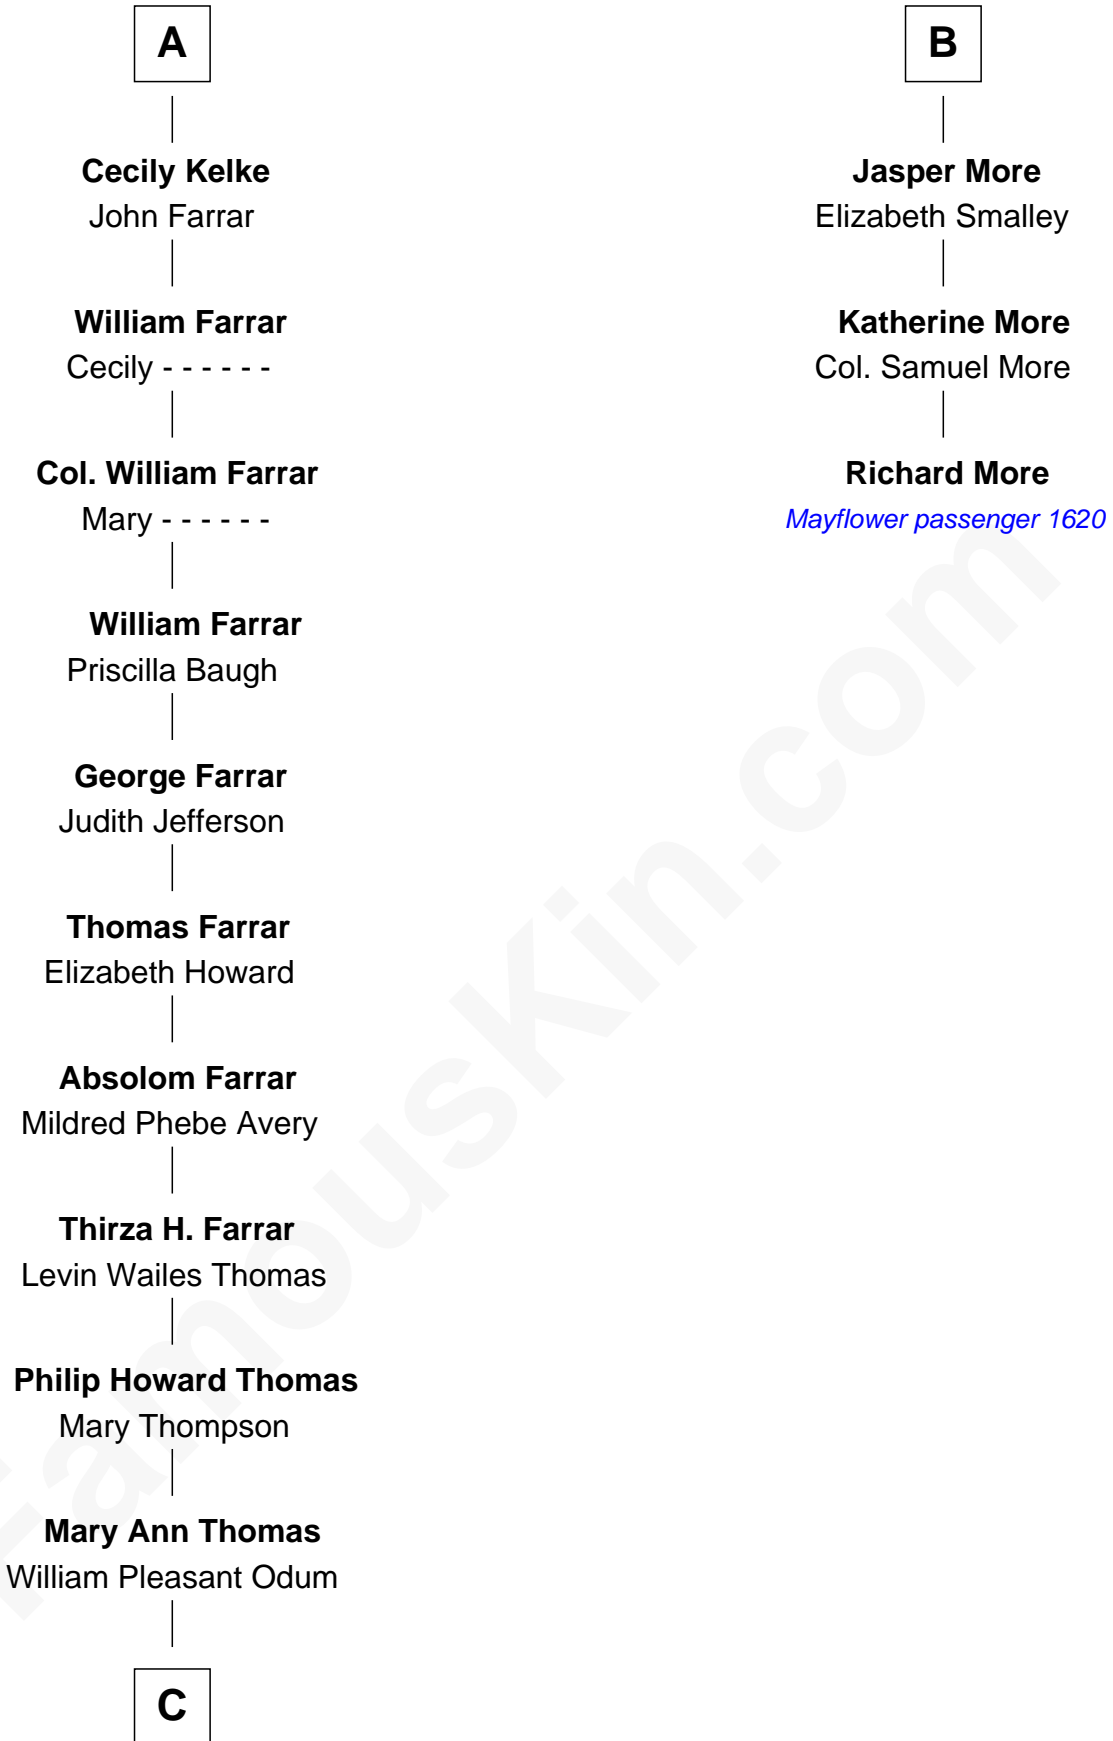 A
Cecily Kelke
John Farrar
William Farrar
Cecily - - - - - -
Col. William Farrar
Mary - - - - - -
William Farrar
Priscilla Baugh
George Farrar
Judith Jefferson
Thomas Farrar
Elizabeth Howard
Absolom Farrar
Mildred Phebe Avery
Thirza H. Farrar
Levin Wailes Thomas
Philip Howard Thomas
Mary Thompson
Mary Ann Thomas
William Pleasant Odum
C
B
Jasper More
Elizabeth Smalley
Katherine More
Col. Samuel More
Richard More
Mayflower passenger 1620
FamousKin.com